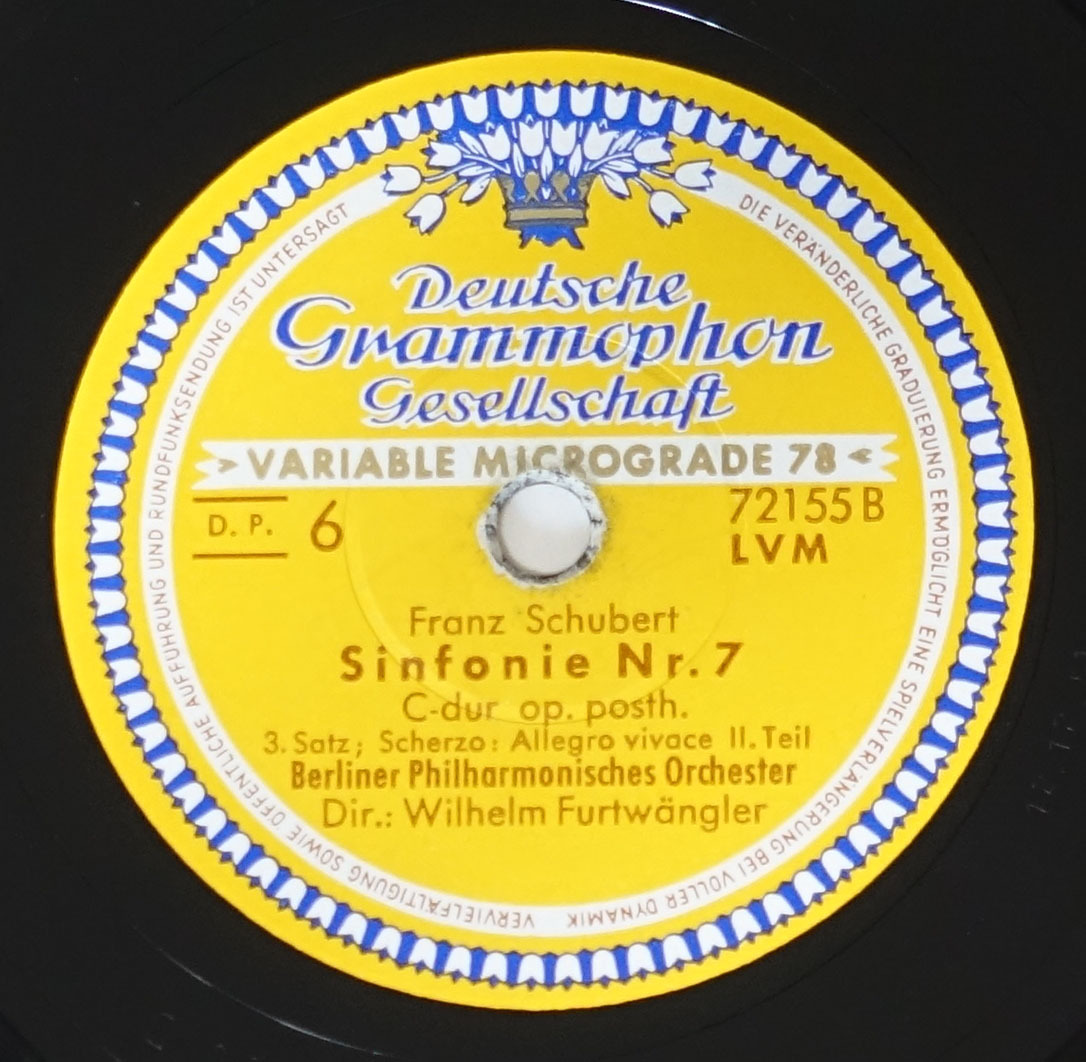 Deutsche
Grammophon
Gesellschaft
> VARIABLE MICROGRADE 78 <
D. P. 6
72155 B
LVM
Franz Schubert
Sinfonie Nr. 7
C-dur op. posth.
3. Satz; Scherzo: Allegro vivace II. Teil
Berliner Philharmonisches Orchester
Dir.: Wilhelm Furtwängler
DIE VERÄNDERLICHE GRADUIERUNG ERMÖGLICHT EINE SPIELVERLÄNGERUNG BEI VOLLER DYNAMIK
VERVIELFÄLTIGUNG SOWIE ÖFFENTLICHE AUFFÜHRUNG UND RUNDFUNKSENDUNG IST UNTERSAGT